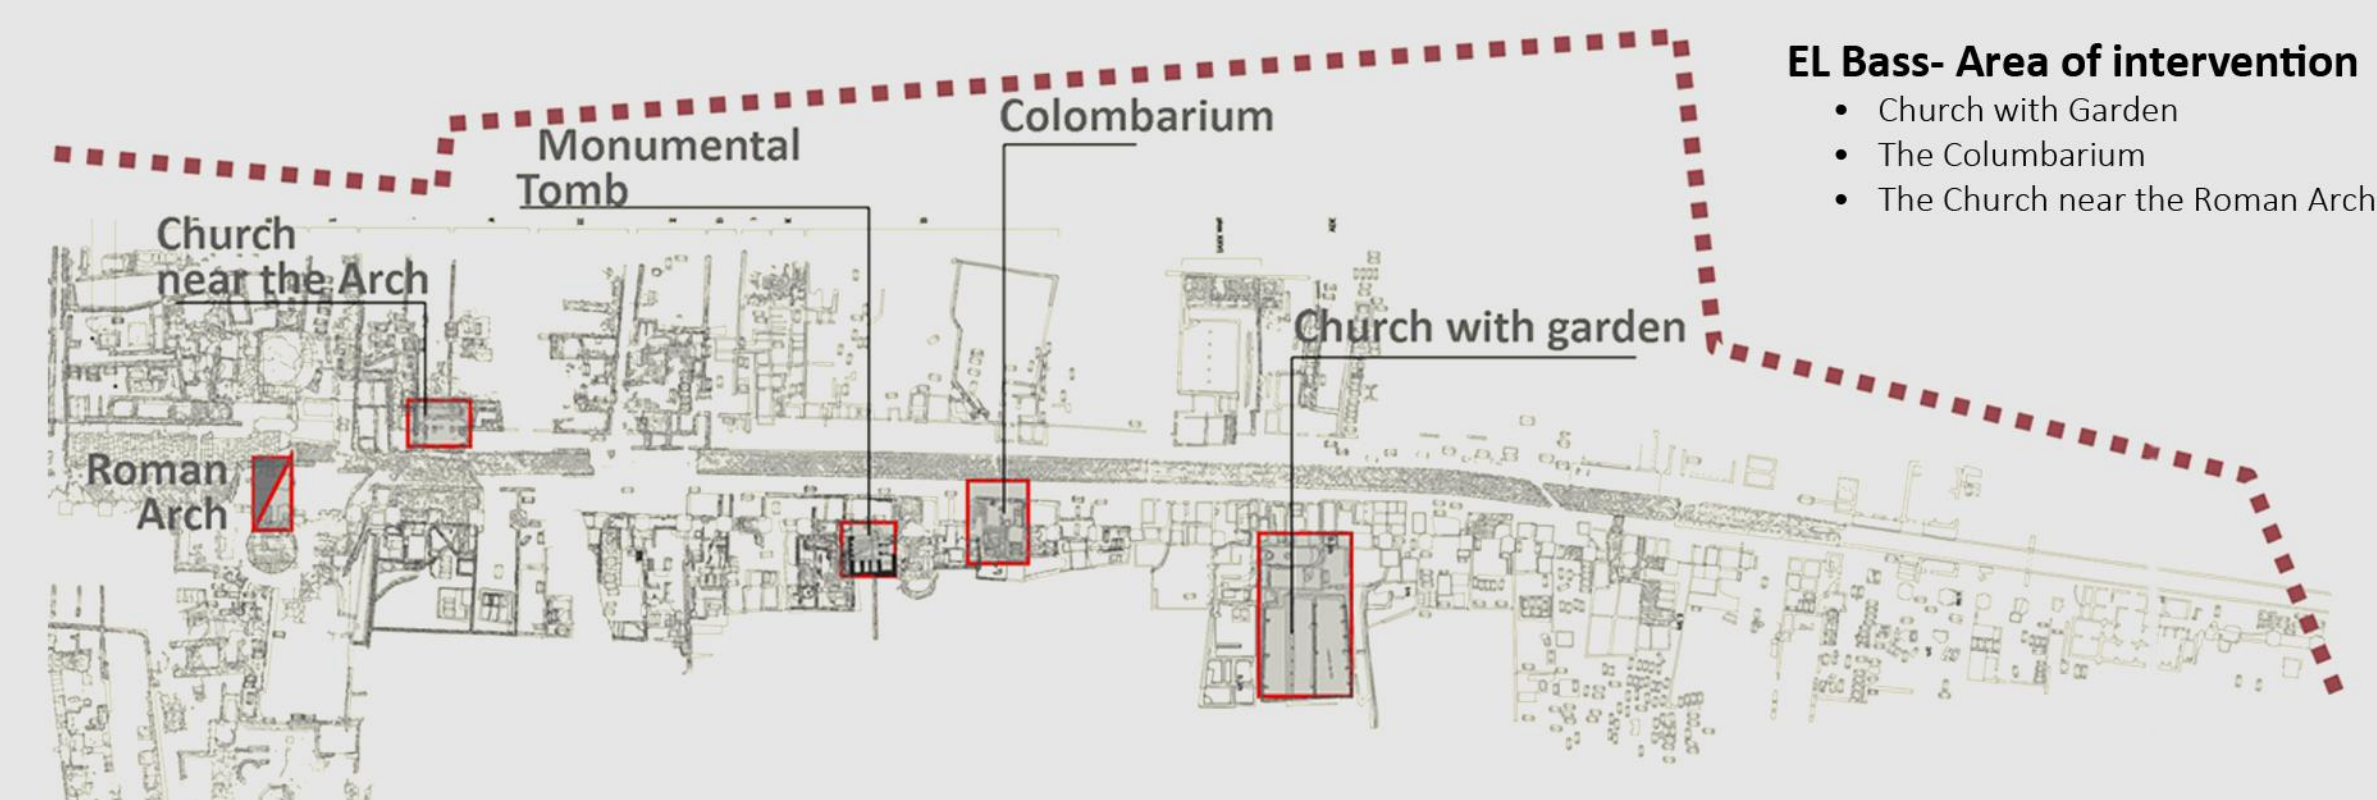 EL Bass- Area of intervention
• Church with Garden
• The Columbarium
• The Church near the Roman Arch
Colombarium
Monumental
Tomb
Church
near the Arch
Church with garden
Roman
Arch